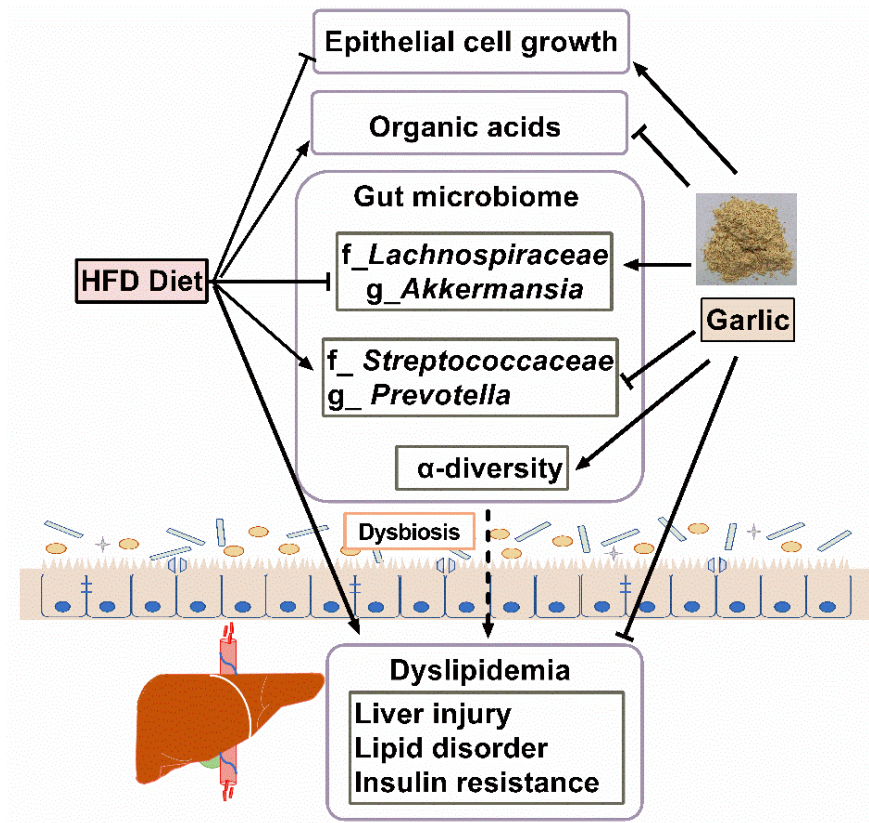 Epithelial cell growth
Organic acids
Gut microbiome
f_Lachnospiraceae
g_Akkermansia
HFD Diet
Garlic
f_ Streptococcaceae
g_ Prevotella
α-diversity
Dysbiosis
Dyslipidemia
Liver injury
Lipid disorder
Insulin resistance